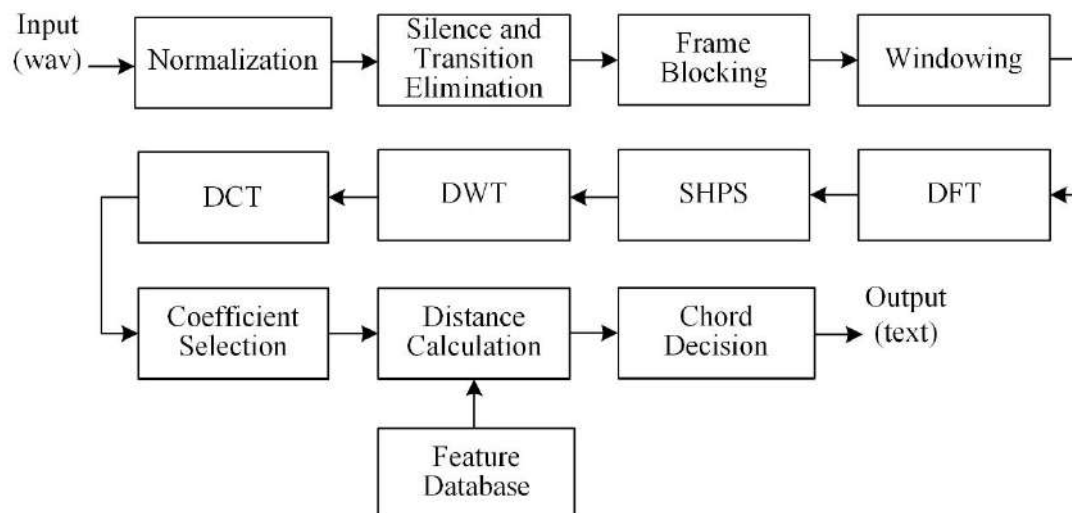 Input
(wav)
Normalization
Silence and
Transition
Elimination
Frame
Blocking
Windowing
DCT
DWT
SHPS
DFT
Coefficient
Selection
Distance
Calculation
Chord
Decision
Output
(text)
Feature
Database